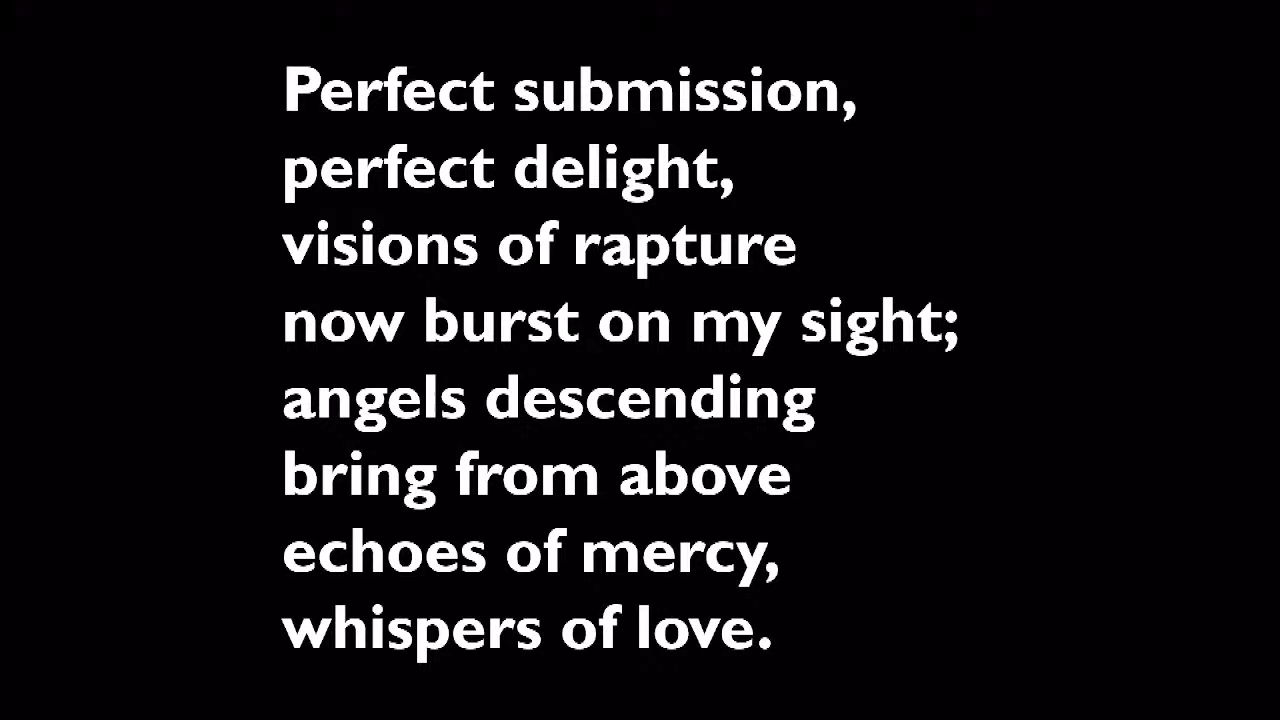 Perfect submission,
perfect delight,
visions of rapture
now burst on my sight;
angels descending
bring from above
echoes of mercy,
whispers of love.